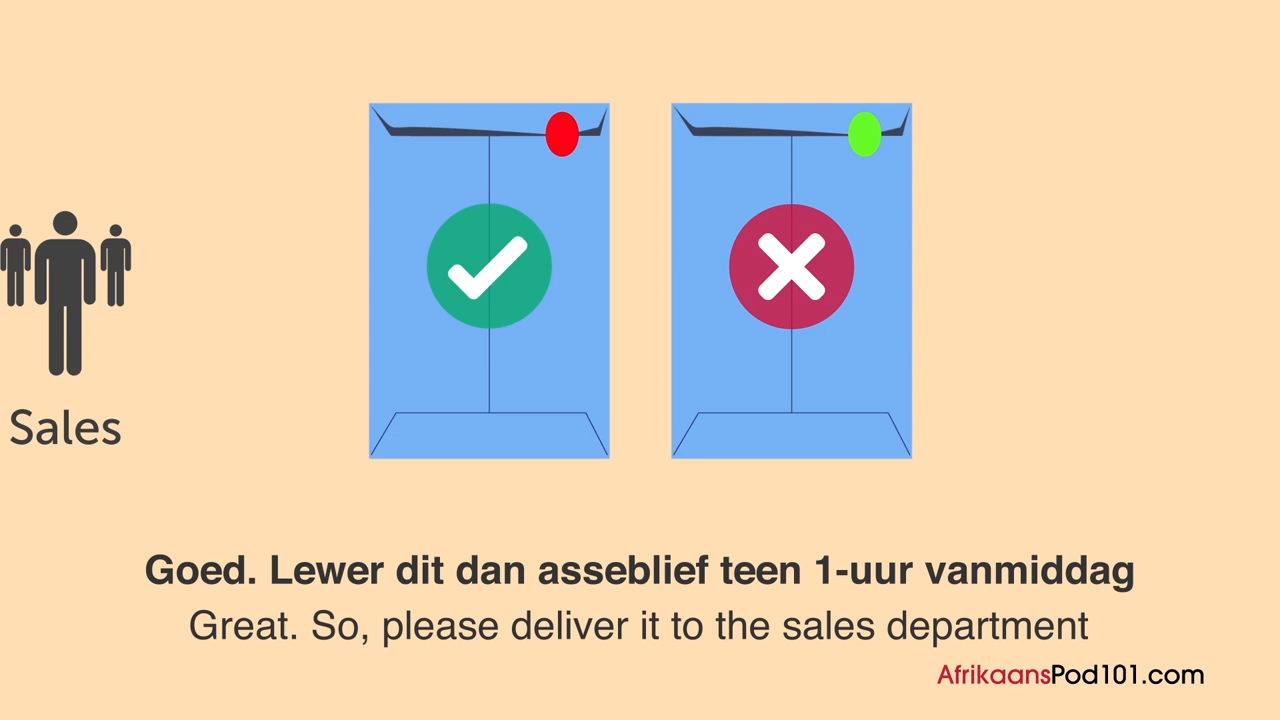 Sales
Goed. Lewer dit dan asseblief teen 1-uur vanmiddag
Great. So, please deliver it to the sales department
AfrikaansPod101.com